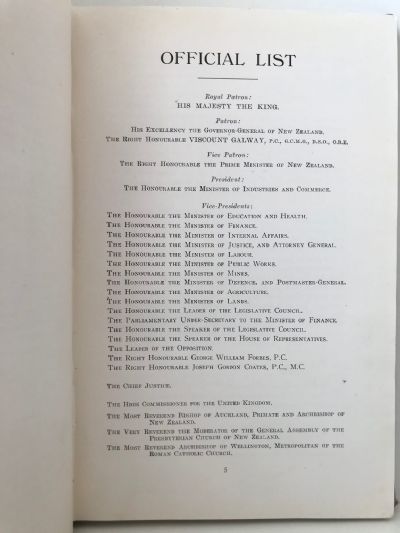 OFFICIAL LIST
Royal Patron:
HIS MAJESTY THE KING.
Patron:
HIS EXCELLENCY THE GOVERNOR-GENERAL OF NEW ZEALAND.
THE RIGHT HONOURABLE VISCOUNT GALWAY, P.C., G.C.M.G., D.S.O., O.B.E.
Vice Patron:
THE RIGHT HONOURABLE THE PRIME MINISTER OF NEW ZEALAND.
President:
THE HONOURABLE THE MINISTER OF INDUSTRIES AND COMMERCE.
Vice-Presidents:
THE HONOURABLE THE MINISTER OF EDUCATION AND HEALTH.
THE HONOURABLE THE MINISTER OF FINANCE.
THE HONOURABLE THE MINISTER OF INTERNAL AFFAIRS.
THE HONOURABLE THE MINISTER OF JUSTICE, AND ATTORNEY GENERAL.
THE HONOURABLE THE MINISTER OF LABOUR.
THE HONOURABLE THE MINISTER OF PUBLIC WORKS.
THE HONOURABLE THE MINISTER OF MINES.
THE HONOURABLE THE MINISTER OF DEFENCE, AND POSTMASTER-GENERAL.
THE HONOURABLE THE MINISTER OF AGRICULTURE.
THE HONOURABLE THE MINISTER OF LANDS.
THE HONOURABLE THE LEADER OF THE LEGISLATIVE COUNCIL.
THE PARLIAMENTARY UNDER-SECRETARY TO THE MINISTER OF FINANCE.
THE HONOURABLE THE SPEAKER OF THE LEGISLATIVE COUNCIL.
THE HONOURABLE THE SPEAKER OF THE HOUSE OF REPRESENTATIVES.
THE LEADER OF THE OPPOSITION.
THE RIGHT HONOURABLE GEORGE WILLIAM FORBES, P.C.
THE RIGHT HONOURABLE JOSEPH GORDON COATES, P.C., M.C.
THE CHIEF JUSTICE.
THE HIGH COMMISSIONER FOR THE UNITED KINGDOM.
THE MOST REVEREND BISHOP OF AUCKLAND, PRIMATE AND ARCHBISHOP OF
NEW ZEALAND.
THE VERY REVEREND THE MODERATOR OF THE GENERAL ASSEMBLY OF THE
PRESBYTERIAN CHURCH OF NEW ZEALAND.
THE MOST REVEREND ARCHBISHOP OF WELLINGTON, METROPOLITAN OF THE
ROMAN CATHOLIC CHURCH.
5